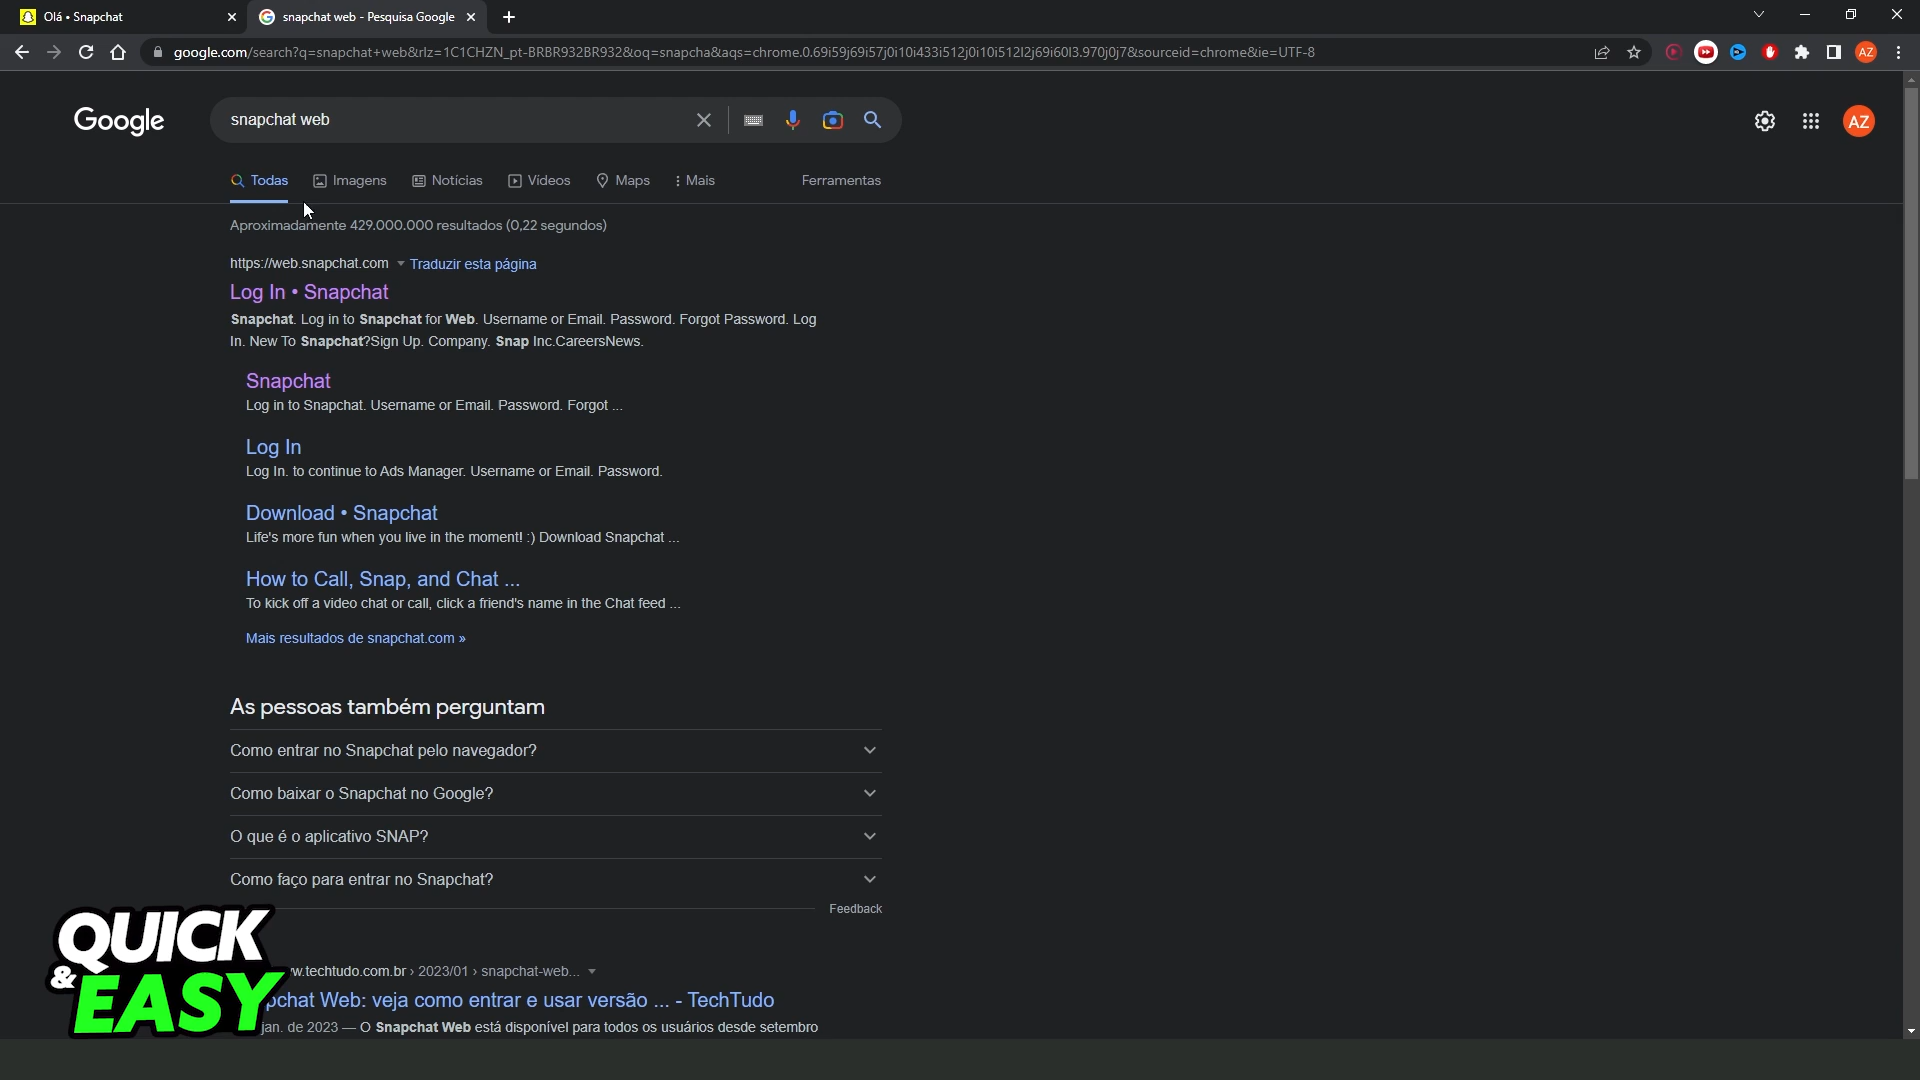 Olá • Snapchat
snapchat web - Pesquisa Google
google.com/search?q=snapchat+web&rlz=1C1CHZN_pt-BRBR932BR932&oq=snapcha&aqs=chrome.0.69i59j69i57j0i10i433i512j0i10i512l2j69i60l3.970j0j7&sourceid=chrome&ie=UTF-8
AZ
Google
snapchat web
AZ
Todas
Imagens
Notícias
Vídeos
Maps
Mais
Ferramentas
Aproximadamente 429.000.000 resultados (0,22 segundos)
https://web.snapchat.com Traduzir esta página
Log In • Snapchat
Snapchat. Log in to Snapchat for Web. Username or Email. Password. Forgot Password. Log
In. New To Snapchat?Sign Up. Company. Snap Inc.CareersNews.
Snapchat
Log in to Snapchat. Username or Email. Password. Forgot ...
Log In
Log In. to continue to Ads Manager. Username or Email. Password.
Download • Snapchat
Life's more fun when you live in the moment! :) Download Snapchat ...
How to Call, Snap, and Chat ...
To kick off a video chat or call, click a friend's name in the Chat feed ...
Mais resultados de snapchat.com »
As pessoas também perguntam
Como entrar no Snapchat pelo navegador?
Como baixar o Snapchat no Google?
O que é o aplicativo SNAP?
Como faço para entrar no Snapchat?
Feedback
QUICK
& EASY
w.techtudo.com.br › 2023/01 › snapchat-web...
pchat Web: veja como entrar e usar versão ... - TechTudo
jan. de 2023 — O Snapchat Web está disponível para todos os usuários desde setembro